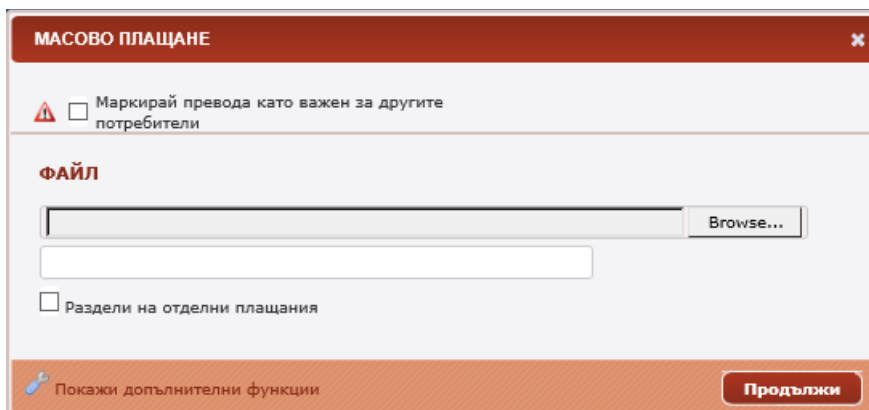 МАСОВО ПЛАЩАНЕ
Маркирай превода като важен за другите
потребители
ФАЙЛ
Browse...
Раздели на отделни плащания
Покажи допълнителни функции
Продължи